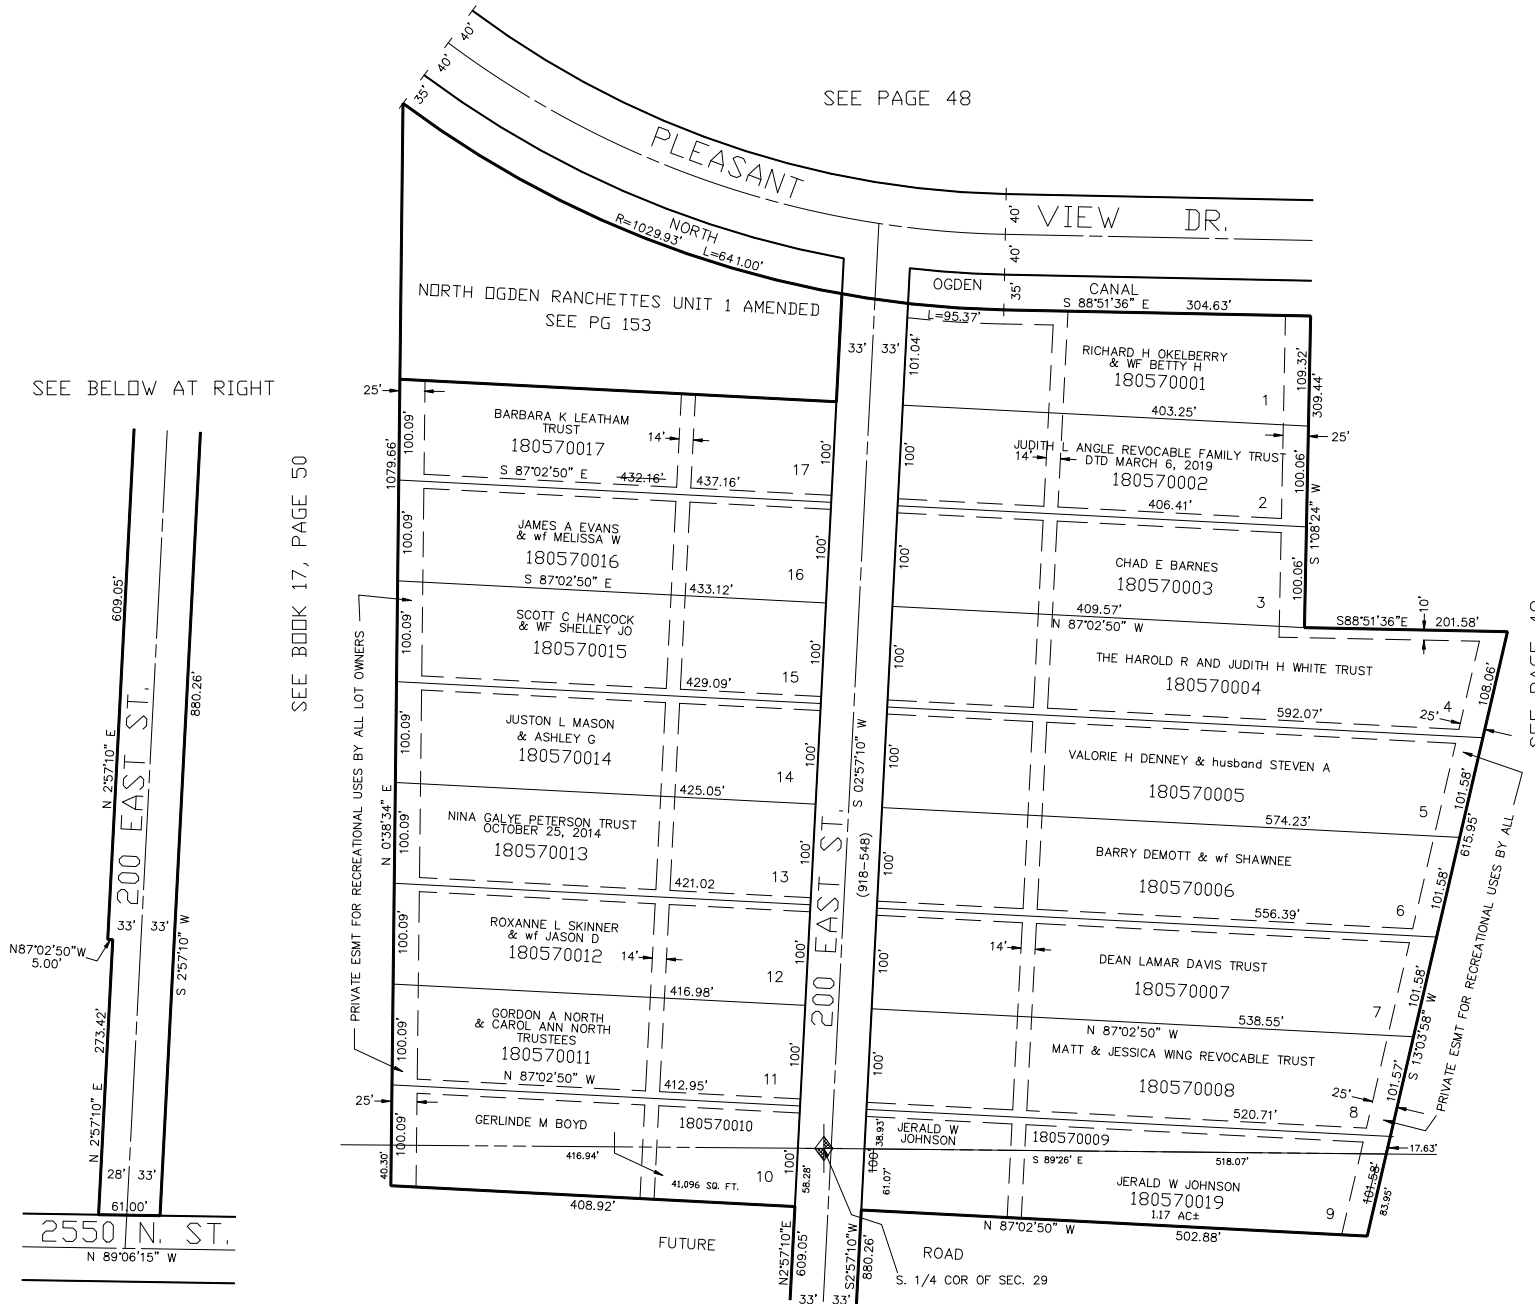 SEE PAGE 48
40'
40'
40'
35'
PLEASANT
VIEW DR.
40'
40'
35'
NORTH
R=1029.93'
L=641.00'
OGDEN
CANAL
S 88°51'36" E 304.63'
L=95.37'
NORTH OGDEN RANCHETTES UNIT 1 AMENDED
SEE PG 153
33' 33'
SEE BELOW AT RIGHT
SEE BOOK 17, PAGE 50
609.05'
N 2°57'10" E
200 EAST ST.
880.26'
33' 33'
S 2°57'10" W
N87°02'50"W
5.00'
273.42'
N 2°57'10" E
28' 33'
61.00'
2550 N. ST.
N 89°06'15" W
25'
1079.66'
100.09'
BARBARA K LEATHAM
TRUST
180570017
14'
17
100'
S 87°02'50" E 432.16' 437.16'
100.09'
JAMES A EVANS
& wf MELISSA W
180570016
16
100'
S 87°02'50" E 433.12'
100.09'
SCOTT C HANCOCK
& WF SHELLEY JO
180570015
15
100'
429.09'
100.09'
JUSTON L MASON
& ASHLEY G
180570014
14
100'
425.05'
N 0°38'34" E
100.09'
NINA GALYE PETERSON TRUST
OCTOBER 25, 2014
180570013
13
100'
421.02
100.09'
ROXANNE L SKINNER
& wf JASON D
180570012
14'
12
100'
416.98'
100.09'
GORDON A NORTH
& CAROL ANN NORTH
TRUSTEES
180570011
11
100'
N 87°02'50" W 412.95'
25'
100.09'
40.30'
GERLINDE M BOYD
180570010
416.94'
41,096 SQ. FT.
10
100'
58.28'
408.92'
PRIVATE ESMT FOR RECREATIONAL USES BY ALL LOT OWNERS
FUTURE
ROAD
S. 1/4 COR OF SEC. 29
N2°57'10"E
609.05'
S2°57'10"W
880.26'
33' 33'
200 EAST ST.
S 02°57'10" W
(918-548)
101.04'
RICHARD H OKELBERRY
& WF BETTY H
180570001
1
109.32'
309.44'
403.25'
25'
100'
JUDITH L ANGLE REVOCABLE FAMILY TRUST
DTD MARCH 6, 2019
14'
180570002
2
100.06'
S 1°08'24" W
406.41'
100'
CHAD E BARNES
180570003
3
100.06'
409.57'
N 87°02'50" W
10'
S88°51'36"E 201.58'
100'
THE HAROLD R AND JUDITH H WHITE TRUST
180570004
4
108.06'
25'
592.07'
100'
VALORIE H DENNEY & husband STEVEN A
180570005
5
101.58'
574.23'
615.95'
100'
BARRY DEMOTT & wf SHAWNEE
180570006
6
101.58'
556.39'
100'
14'
DEAN LAMAR DAVIS TRUST
180570007
7
101.58'
538.55'
N 87°02'50" W
S 13°03'58" W
100'
MATT & JESSICA WING REVOCABLE TRUST
180570008
25'
8
101.57'
520.71'
100'
38.93'
JERALD W
JOHNSON
180570009
S 89°26' E 518.07'
17.63'
61.07'
JERALD W JOHNSON
180570019
1.17 AC±
9
101.58'
83.95'
N 87°02'50" W 502.88'
PRIVATE ESMT FOR RECREATIONAL USES BY ALL